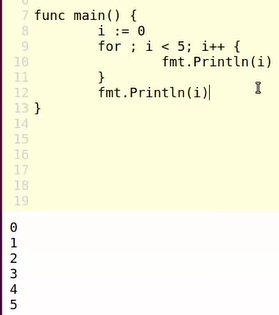 7 func main() {
8         i := 0
9         for ; i < 5; i++ {
10                 fmt.Println(i)
11         }
12         fmt.Println(i)
13 }
14
15
16
17
18
19
0
1
2
3
4
5